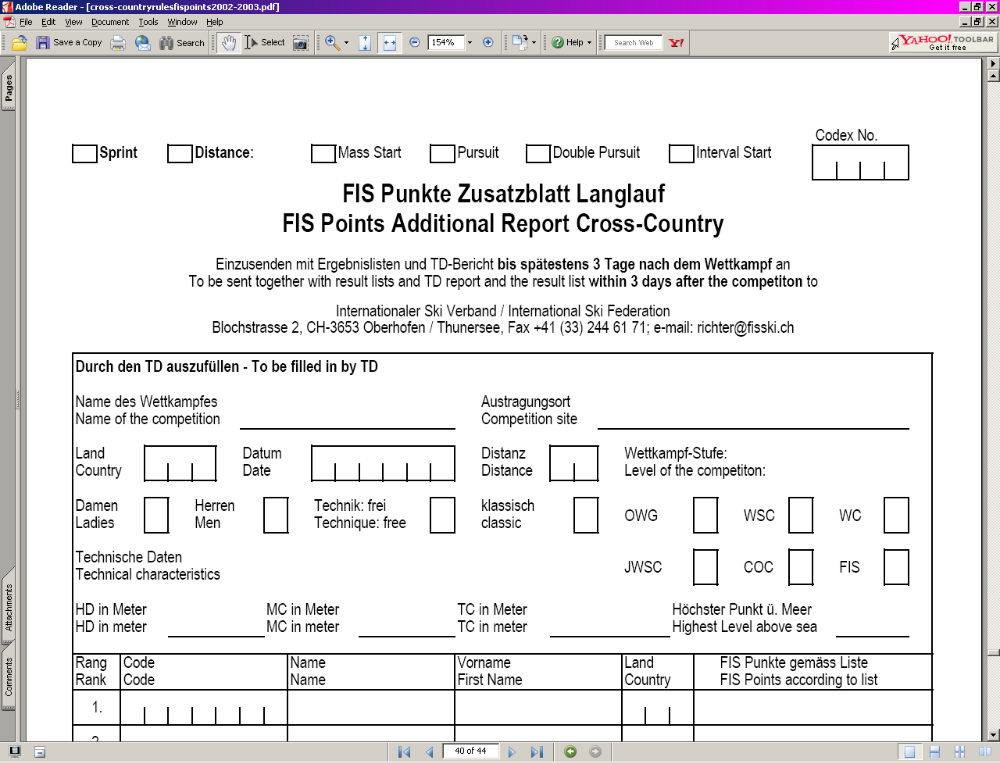 Adobe Reader - [cross-countryrulesfispoints2002-2003.pdf]
File Edit View Document Tools Window Help
Save a Copy Search Select 154% Help Search Web Y! YAHOO! TOOLBAR
Get it free
Pages
Attachments
Comments
Codex No.
Sprint Distance: Mass Start Pursuit Double Pursuit Interval Start
FIS Punkte Zusatzblatt Langlauf
FIS Points Additional Report Cross-Country
Einzusenden mit Ergebnislisten und TD-Bericht bis spätestens 3 Tage nach dem Wettkampf an
To be sent together with result lists and TD report and the result list within 3 days after the competiton to
Internationaler Ski Verband / International Ski Federation
Blochstrasse 2, CH-3653 Oberhofen / Thunersee, Fax +41 (33) 244 61 71; e-mail: richter@fisski.ch
Durch den TD auszufüllen - To be filled in by TD
Name des Wettkampfes Austragungsort
Name of the competition Competition site
Land Datum Distanz Wettkampf-Stufe:
Country Date Distance Level of the competiton:
Damen Herren Technik: frei klassisch
Ladies Men Technique: free classic
OWG WSC WC
Technische Daten
Technical characteristics
JWSC COC FIS
HD in Meter MC in Meter TC in Meter Höchster Punkt ü. Meer
HD in meter MC in meter TC in meter Highest Level above sea
Rang Code Name Vorname Land FIS Punkte gemäss Liste
Rank Code Name First Name Country FIS Points according to list
1.
2
40 of 44